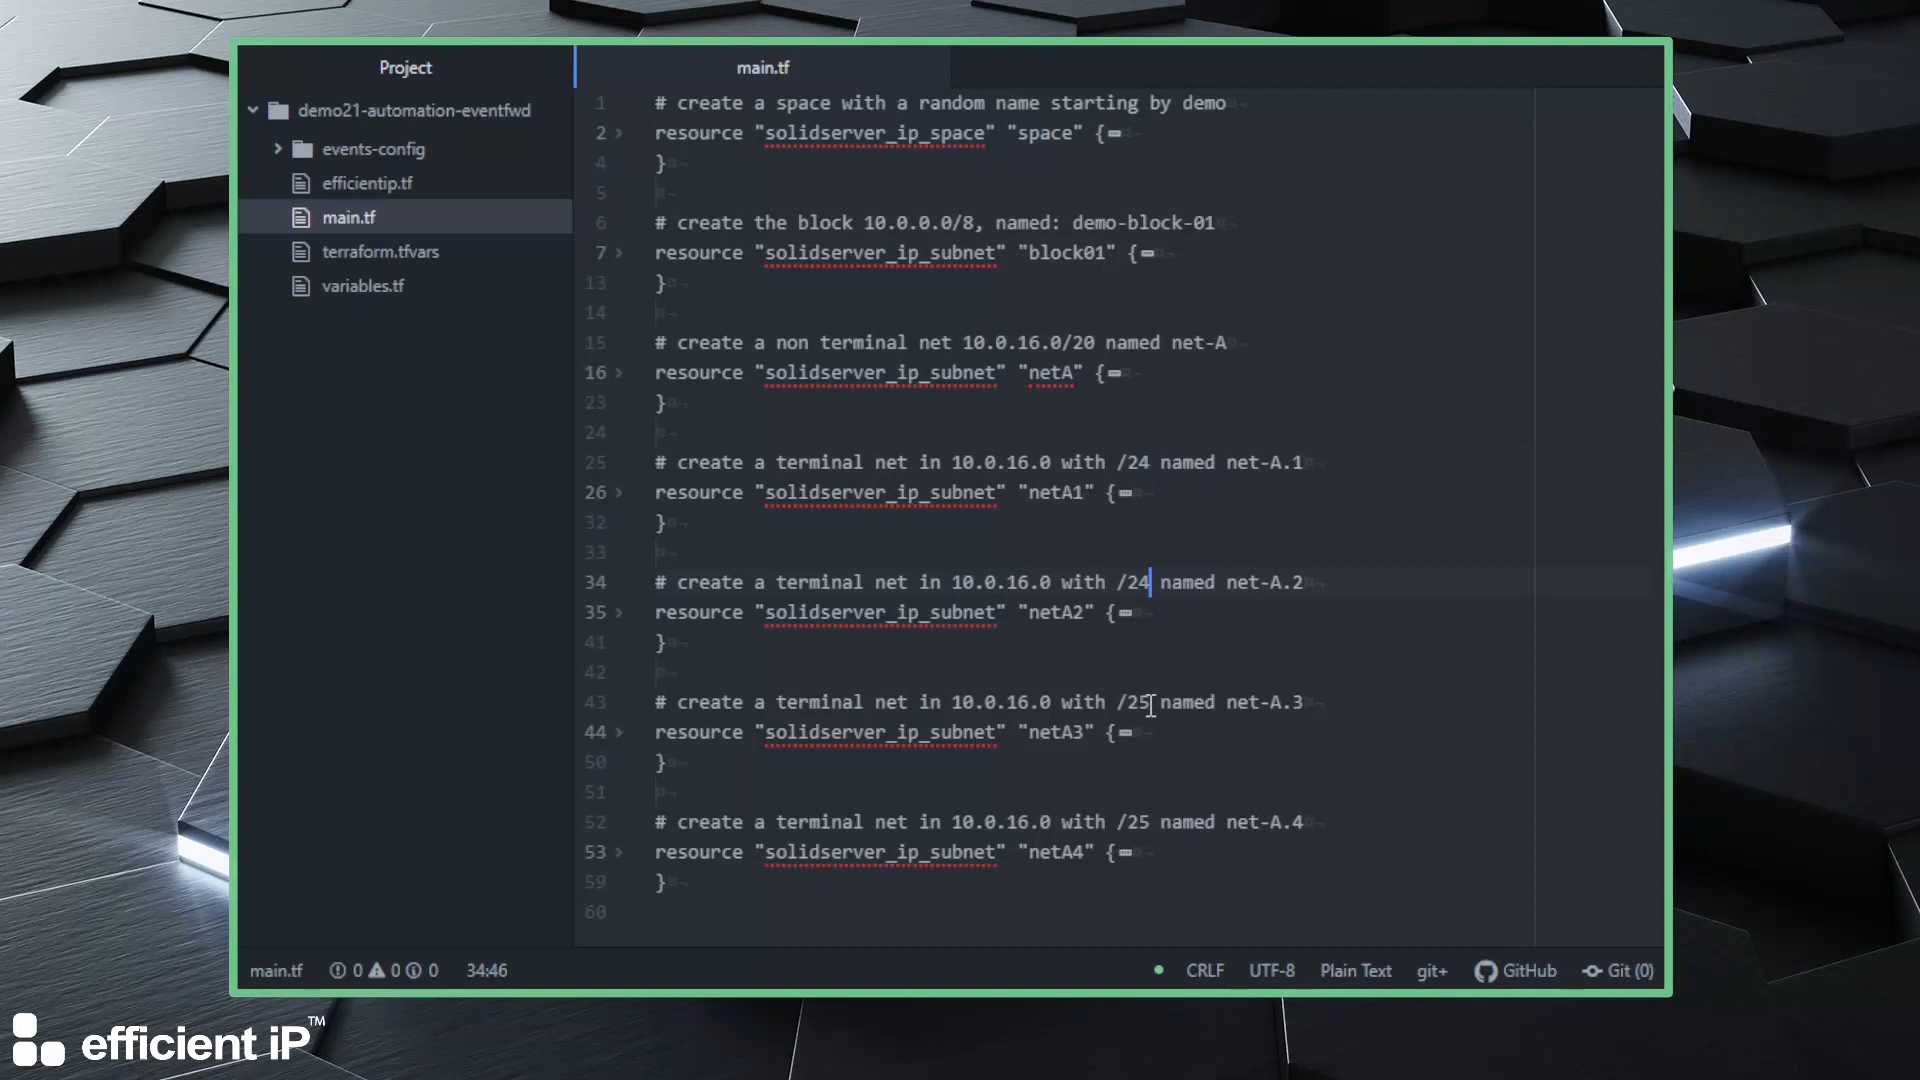 Project
main.tf
demo21-automation-eventfwd
events-config
efficientip.tf
main.tf
terraform.tfvars
variables.tf
1 # create a space with a random name starting by demo
2 resource "solidserver_ip_space" "space" {
4 }
5
6 # create the block 10.0.0.0/8, named: demo-block-01
7 resource "solidserver_ip_subnet" "block01" {
13 }
14
15 # create a non terminal net 10.0.16.0/20 named net-A
16 resource "solidserver_ip_subnet" "netA" {
23 }
24
25 # create a terminal net in 10.0.16.0 with /24 named net-A.1
26 resource "solidserver_ip_subnet" "netA1" {
32 }
33
34 # create a terminal net in 10.0.16.0 with /24 named net-A.2
35 resource "solidserver_ip_subnet" "netA2" {
41 }
42
43 # create a terminal net in 10.0.16.0 with /25 named net-A.3
44 resource "solidserver_ip_subnet" "netA3" {
50 }
51
52 # create a terminal net in 10.0.16.0 with /25 named net-A.4
53 resource "solidserver_ip_subnet" "netA4" {
59 }
60
main.tf 0 0 0 34:46 CRLF UTF-8 Plain Text git+ GitHub Git (0)
efficient iP™